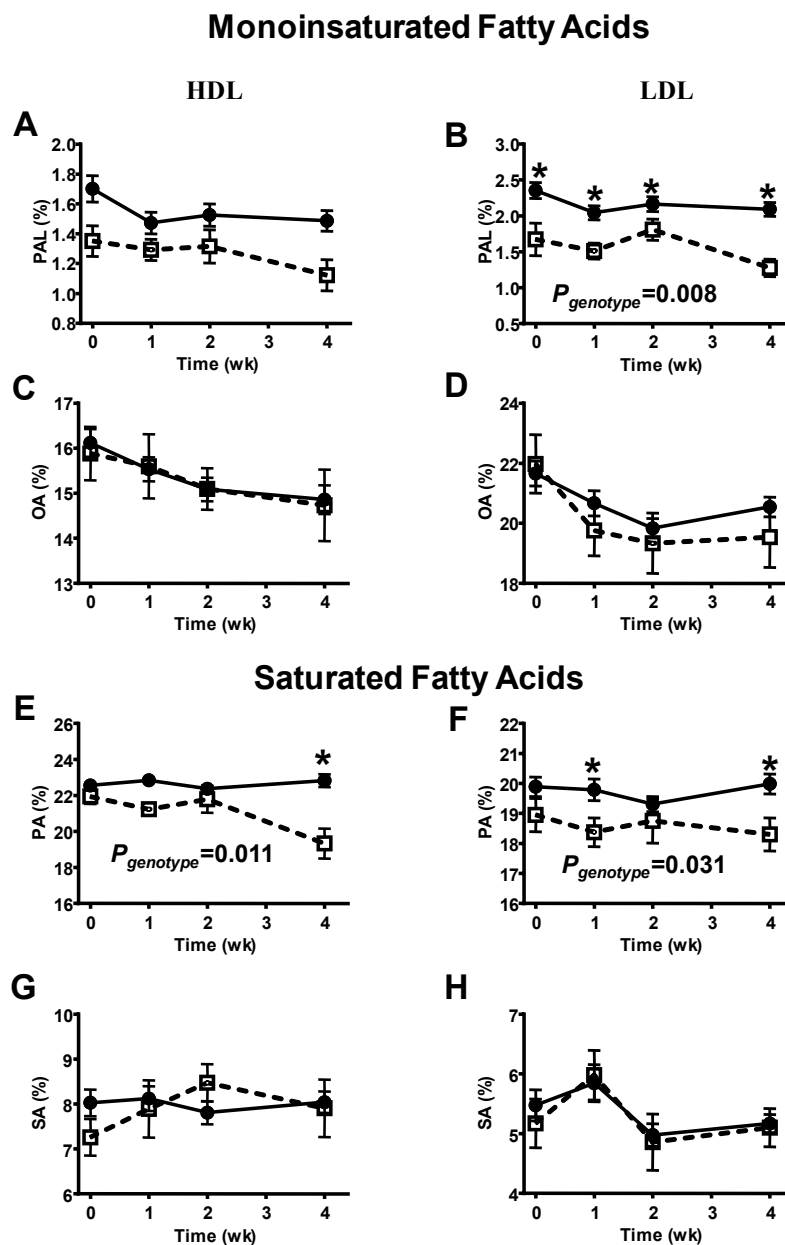 Monoinsaturated Fatty Acids
HDL LDL
A B
2.0 3.0
1.8 2.5
1.6 2.0
1.4 1.5
1.2 1.0
1.0 0.5
0.8
PAL (%) PAL (%)
* * * *
Pgenotype=0.008
0 1 2 3 4 0 1 2 3 4
Time (wk) Time (wk)
C D
17 24
16 22
15 20
14 18
13
OA (%) OA (%)
0 1 2 3 4 0 1 2 3 4
Time (wk) Time (wk)
Saturated Fatty Acids
E F
26 22
24 21
22 20
20 19
18 18
16 17
16
PA (%) PA (%)
* * *
Pgenotype=0.011 Pgenotype=0.031
0 1 2 3 4 0 1 2 3 4
Time (wk) Time (wk)
G H
10 7
9 6
8 5
7 4
6
SA (%) SA (%)
0 1 2 3 4 0 1 2 3 4
Time (wk) Time (wk)